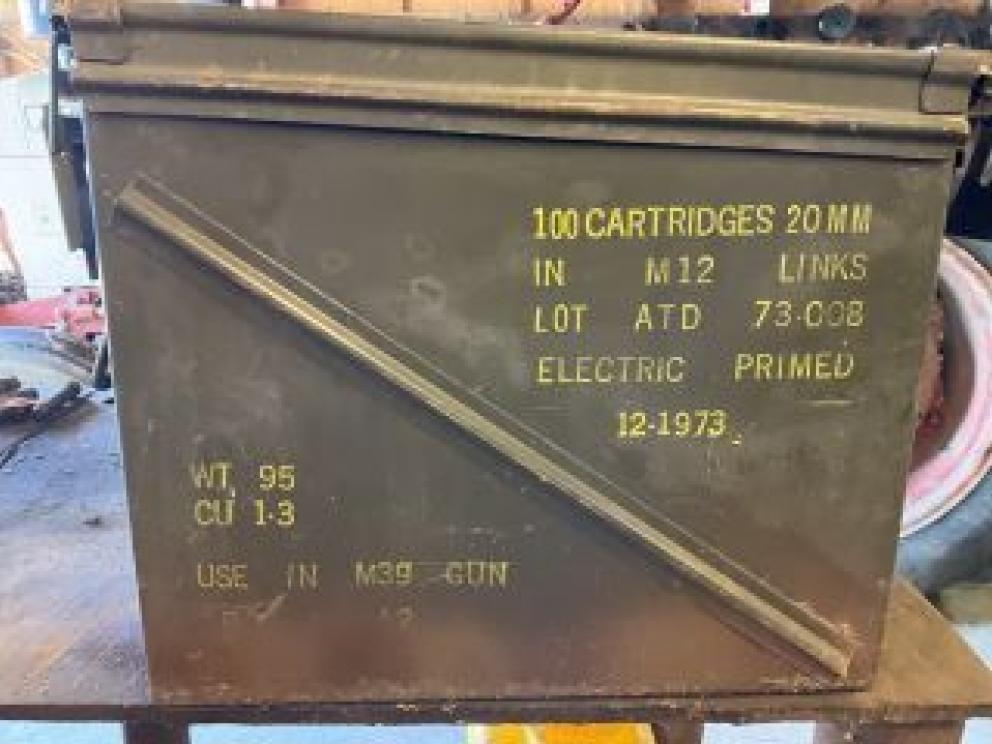 100 CARTRIDGES 20MM
IN M12 LINKS
LOT ATD 73-008
ELECTRIC PRIMED
12-1973
WT. 95
CU 1.3
USE IN M39 GUN